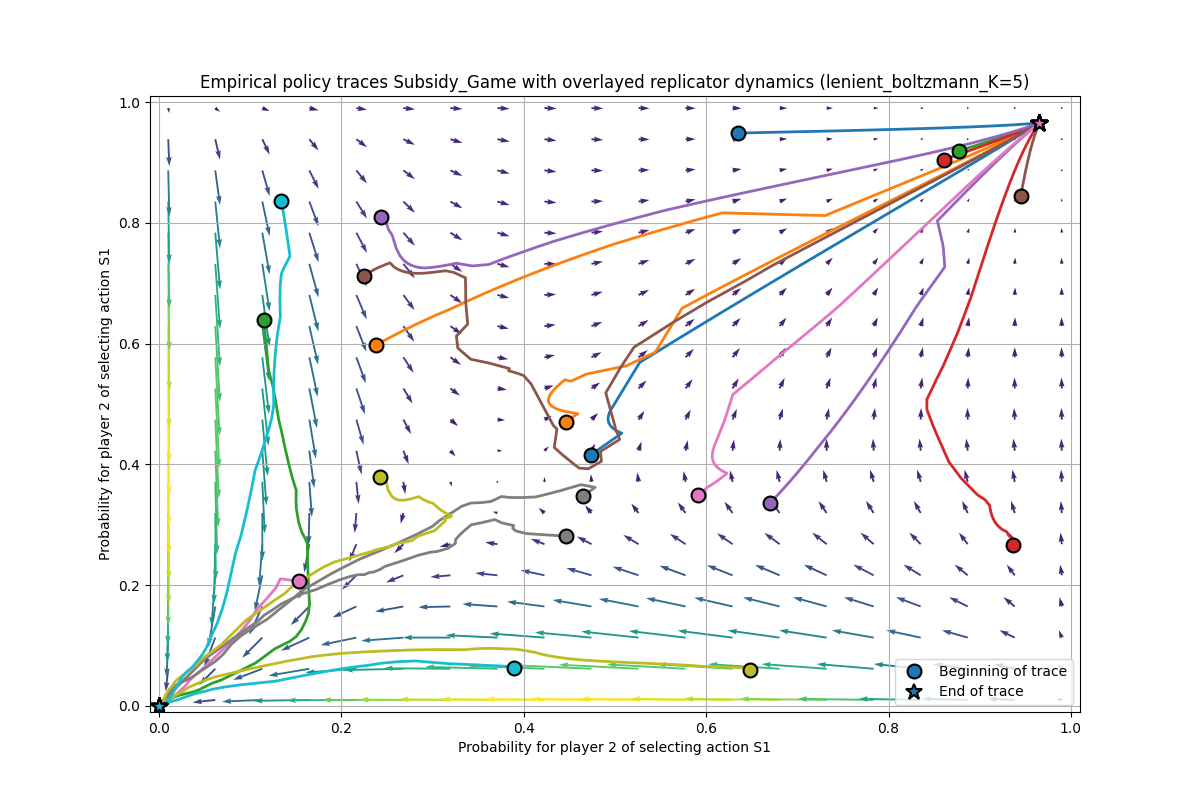 Empirical policy traces Subsidy_Game with overlayed replicator dynamics (lenient_boltzmann_K=5)
Probability for player 2 of selecting action S1
1.0
0.8
0.6
0.4
0.2
0.0
0.0 0.2 0.4 0.6 0.8 1.0
Probability for player 2 of selecting action S1
Beginning of trace
End of trace